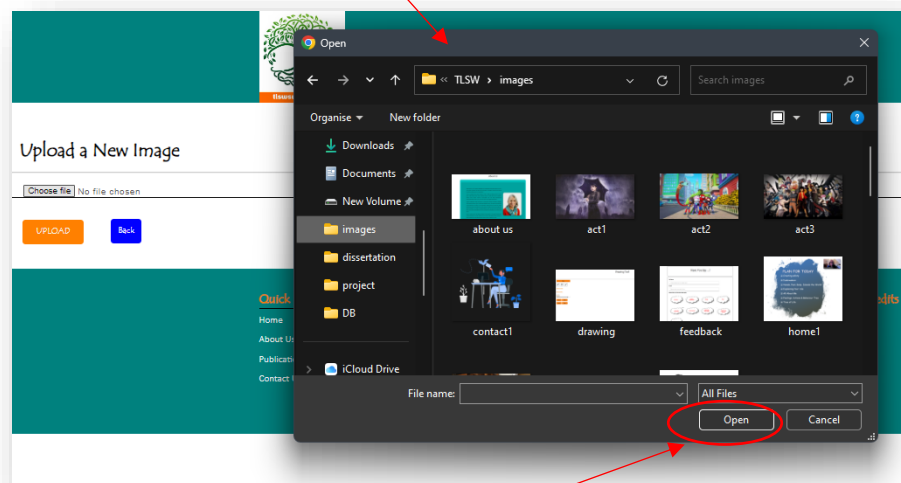 Open
« TLSW › images
Search images
Organise
New folder
Downloads
Documents
New Volume
images
dissertation
project
DB
iCloud Drive
about us
act1
act2
act3
contact1
drawing
feedback
home1
File name:
All Files
Open
Cancel
Upload a New Image
Choose file No file chosen
UPLOAD
Back
Quick
Home
About Us
Publicati
Contact
edits